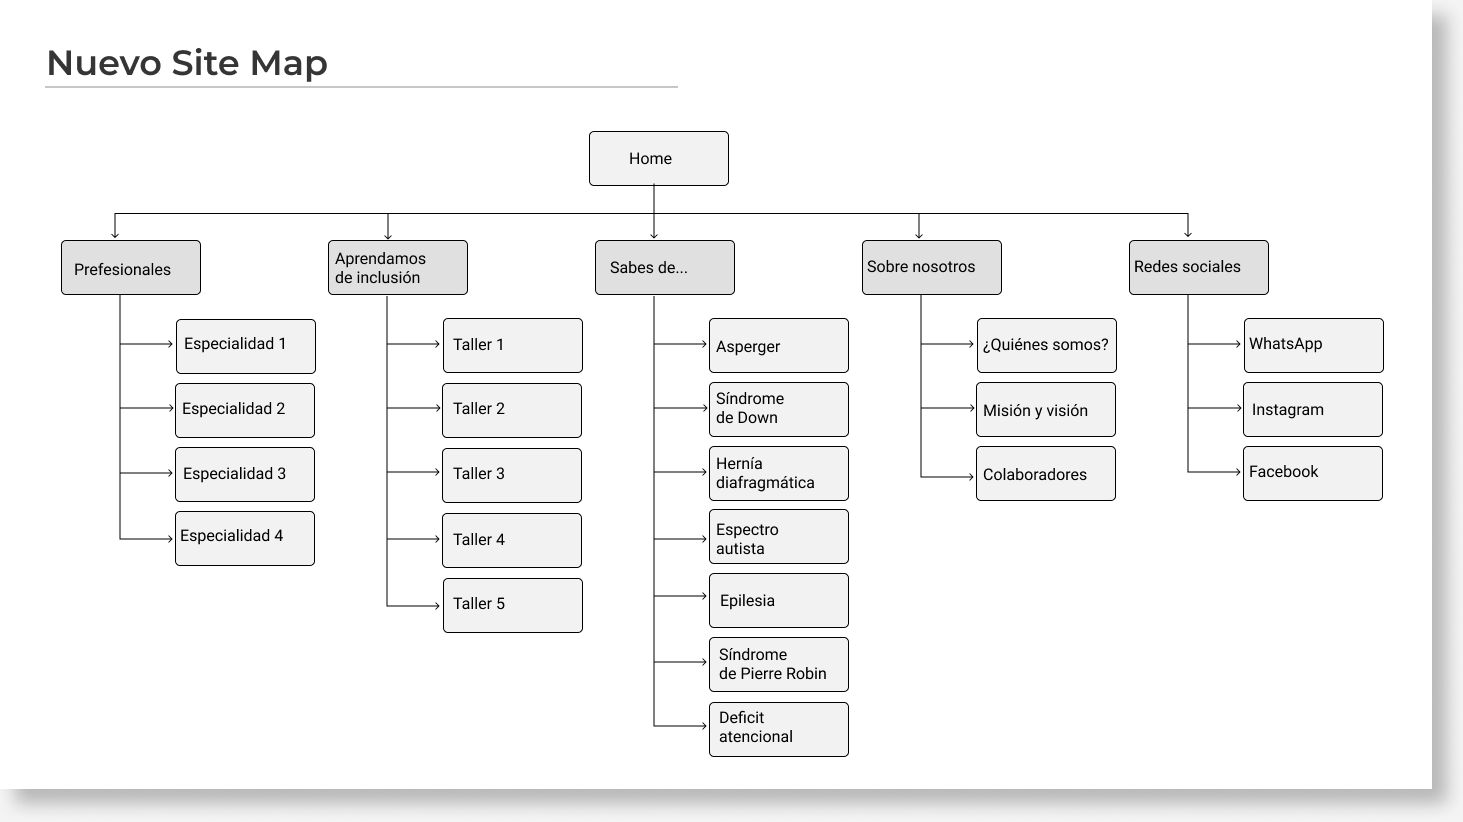 Nuevo Site Map
Home
Prefesionales
Especialidad 1
Especialidad 2
Especialidad 3
Especialidad 4
Aprendamos
de inclusión
Taller 1
Taller 2
Taller 3
Taller 4
Taller 5
Sabes de...
Asperger
Síndrome
de Down
Hernía
diafragmática
Espectro
autista
Epilesia
Síndrome
de Pierre Robin
Deficit
atencional
Sobre nosotros
¿Quiénes somos?
Misión y visión
Colaboradores
Redes sociales
WhatsApp
Instagram
Facebook